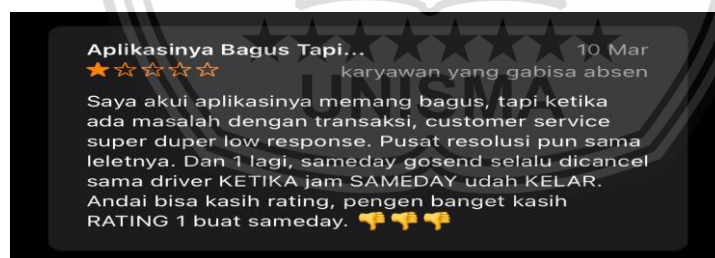 Aplikasinya Bagus Tapi... 10 Mar
karyawan yang gabisa absen
Saya akui aplikasinya memang bagus, tapi ketika
ada masalah dengan transaksi, customer service
super duper low response. Pusat resolusi pun sama
leletnya. Dan 1 lagi, sameday gosend selalu dicancel
sama driver KETIKA jam SAMEDAY udah KELAR.
Andai bisa kasih rating, pengen banget kasih
RATING 1 buat sameday. 👎👎👎
UNISMA